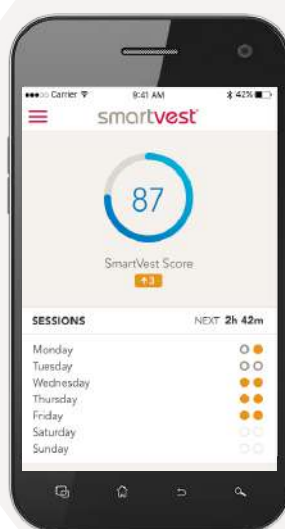 Carrier 9:41 AM 42%
smartvest
87
SmartVest Score
+3
SESSIONS NEXT 2h 42m
Monday
Tuesday
Wednesday
Thursday
Friday
Saturday
Sunday